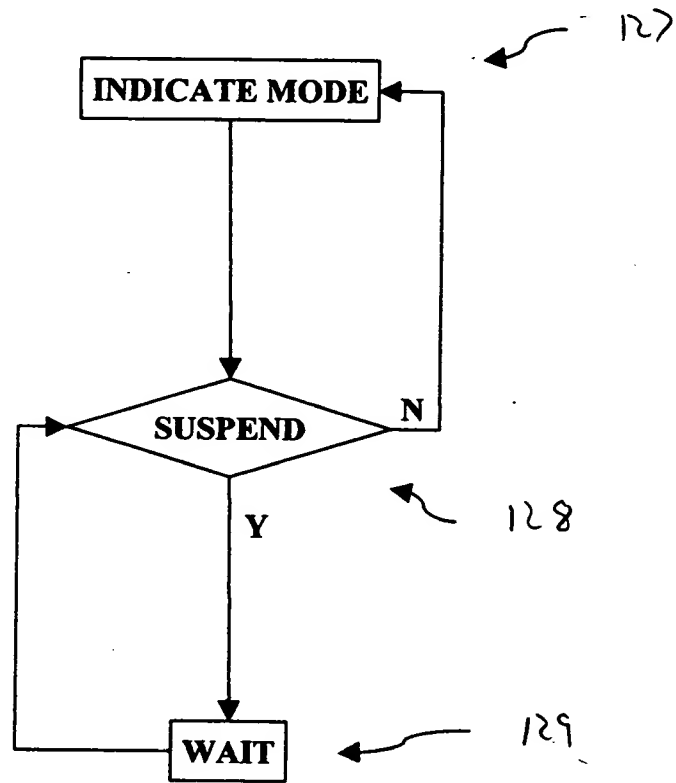 127
INDICATE MODE
SUSPEND
N
128
Y
129
WAIT